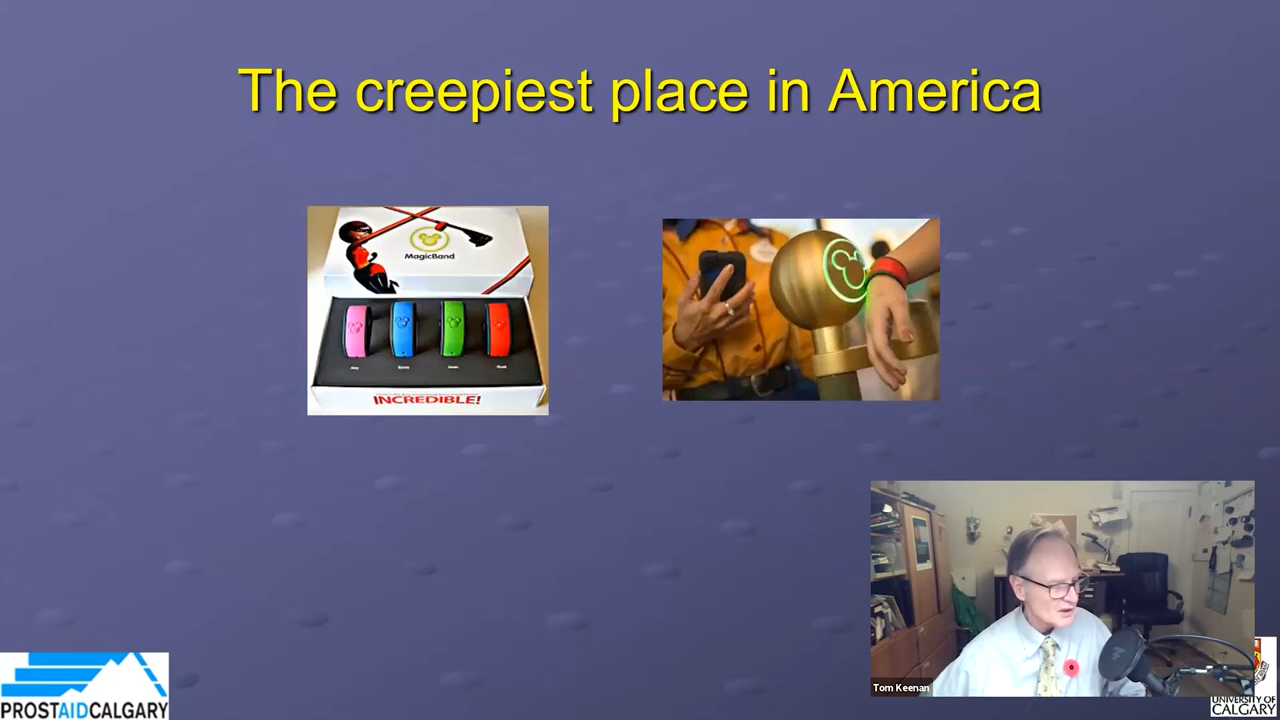 The creepiest place in America
MagicBand
INCREDIBLE!
Tom Keenan
PROSTAIDCALGARY
UNIVERSITY OF
CALGARY